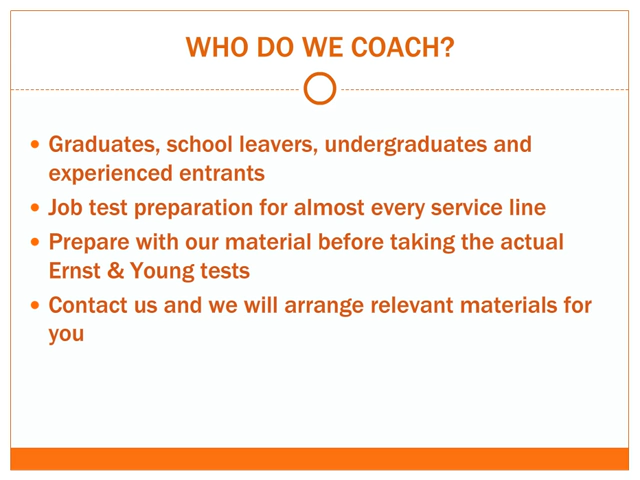 WHO DO WE COACH?
• Graduates, school leavers, undergraduates and
experienced entrants
• Job test preparation for almost every service line
• Prepare with our material before taking the actual
Ernst & Young tests
• Contact us and we will arrange relevant materials for
you